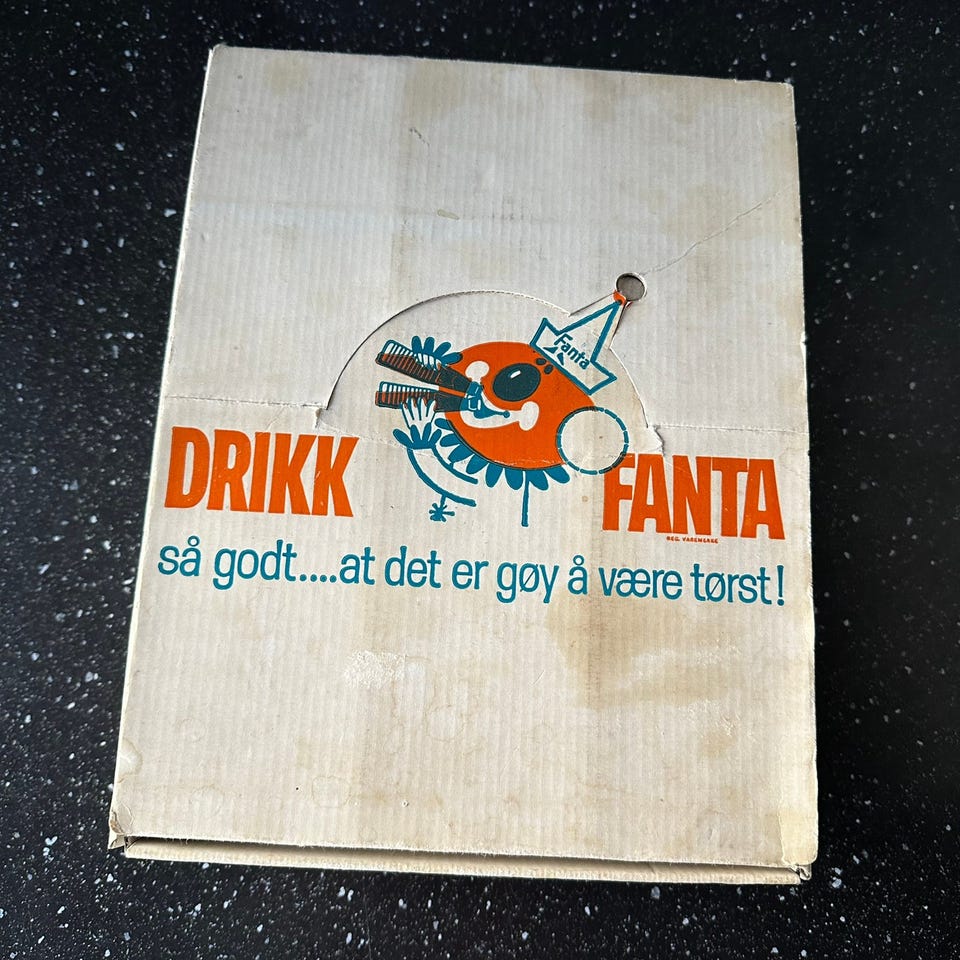 Fanta
DRIKK FANTA
REG. VAREMERKE
så godt....at det er gøy å være tørst!